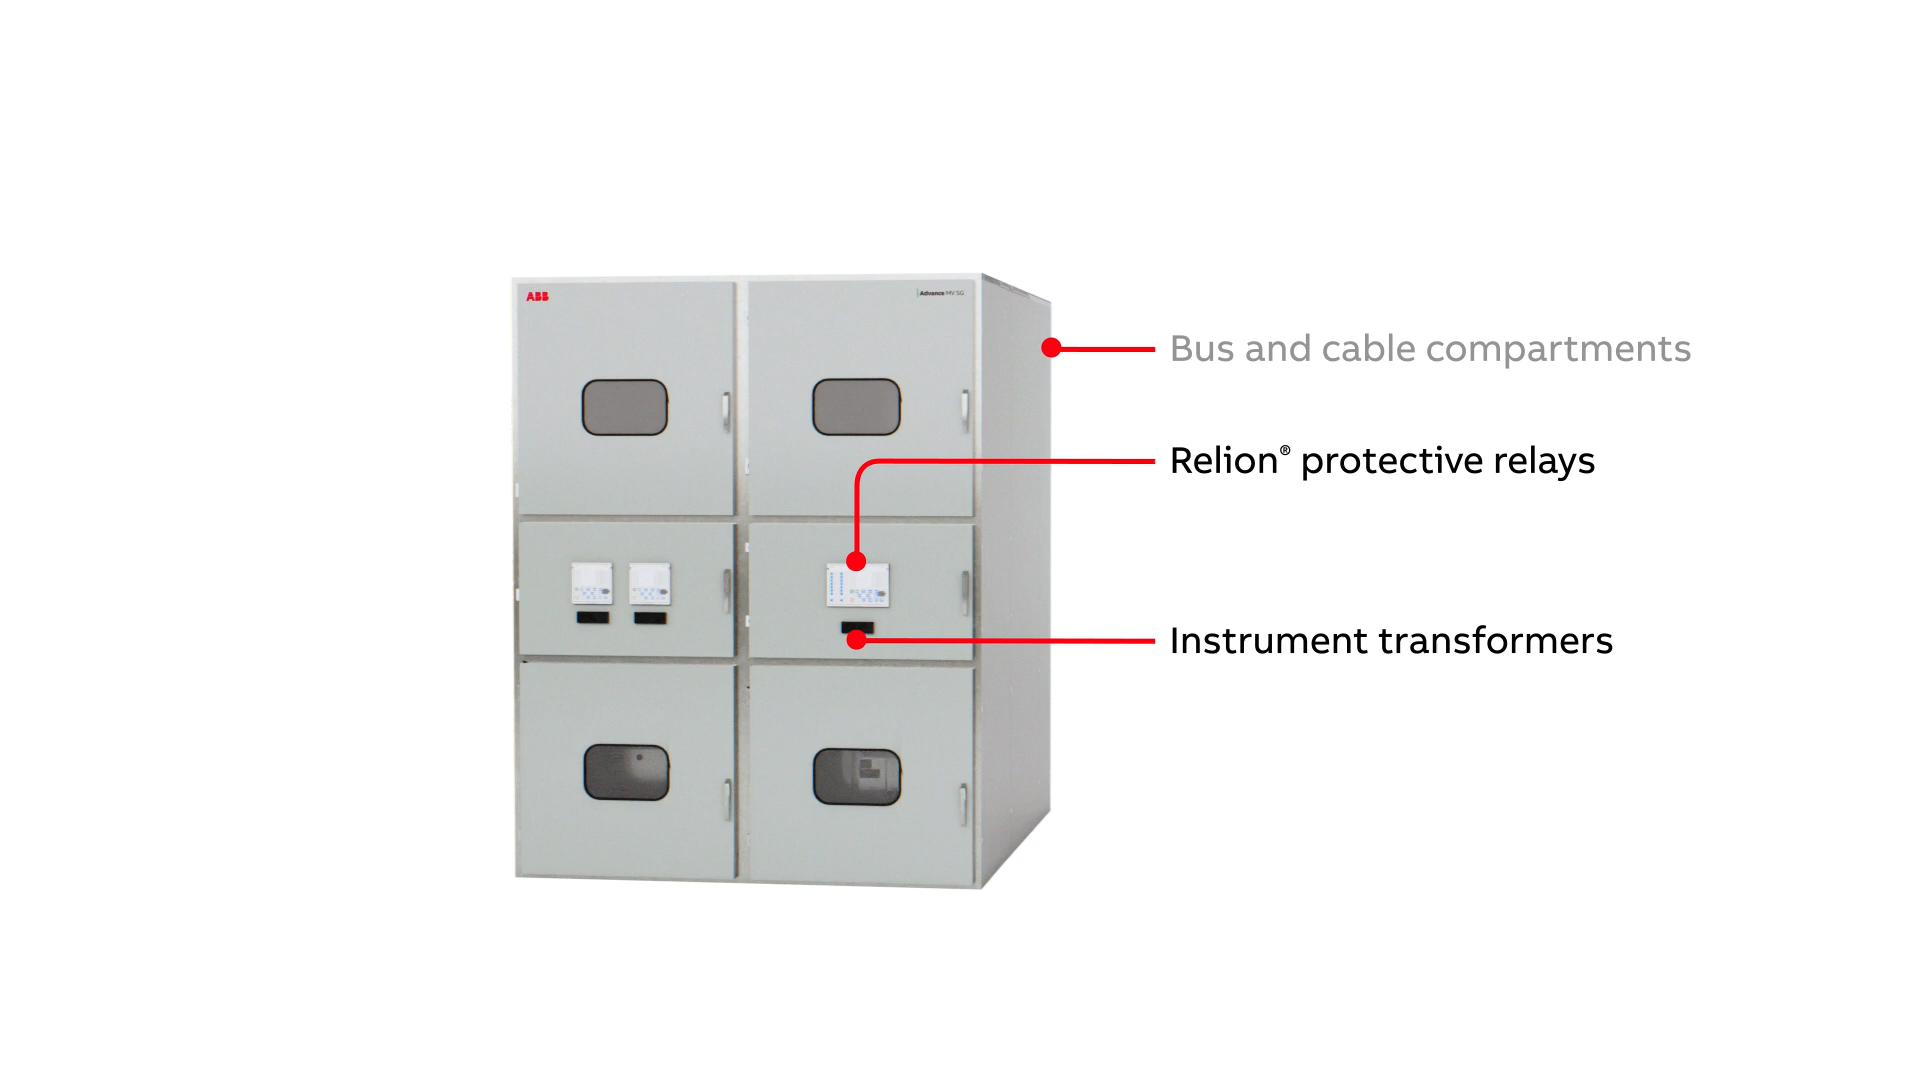 ABB
Advance MV SG
Bus and cable compartments
Relion® protective relays
Instrument transformers